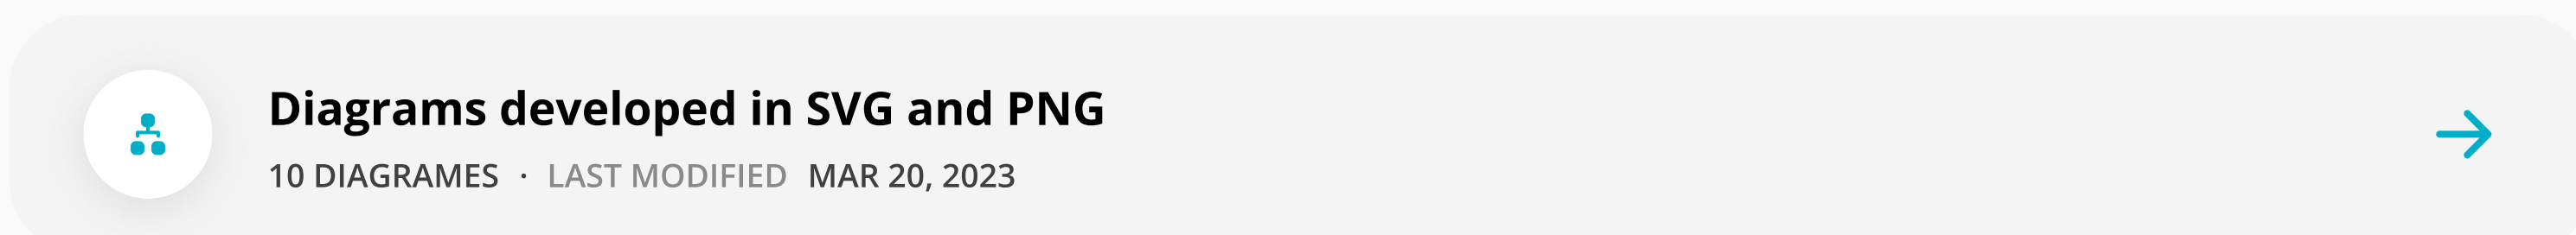 Diagrams developed in SVG and PNG
10 DIAGRAMES · LAST MODIFIED MAR 20, 2023